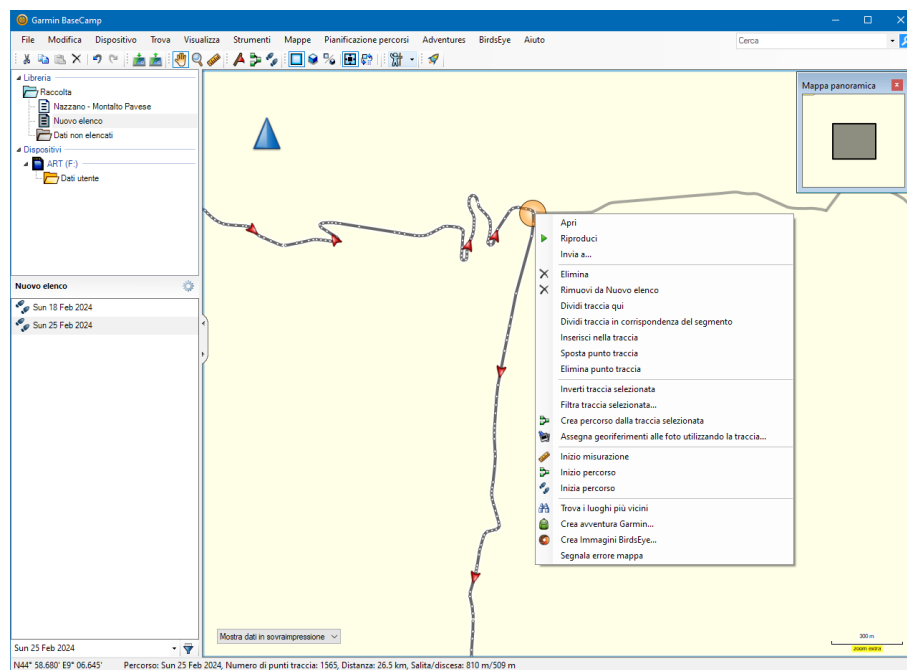 Garmin BaseCamp
File Modifica Dispositivo Trova Visualizza Strumenti Mappe Pianificazione percorsi Adventures BirdsEye Aiuto
Cerca
Libreria
Raccolta
Nazzano - Montalto Pavese
Nuovo elenco
Dati non elencati
Dispositivi
ART (F:)
Dati utente
Nuovo elenco
Sun 18 Feb 2024
Sun 25 Feb 2024
Mappa panoramica
Apri
Riproduci
Invia a...
Elimina
Rimuovi da Nuovo elenco
Dividi traccia qui
Dividi traccia in corrispondenza del segmento
Inserisci nella traccia
Sposta punto traccia
Elimina punto traccia
Inverti traccia selezionata
Filtra traccia selezionata...
Crea percorso dalla traccia selezionata
Assegna georiferimenti alle foto utilizzando la traccia...
Inizio misurazione
Inizio percorso
Inizia percorso
Trova i luoghi più vicini
Crea avventura Garmin...
Crea Immagini BirdsEye...
Segnala errore mappa
Mostra dati in sovraimpressione
300 m
zoom extra
Sun 25 Feb 2024
N44° 58.680' E9° 06.645' Percorso: Sun 25 Feb 2024, Numero di punti traccia: 1565, Distanza: 26.5 km, Salita/discesa: 810 m/509 m